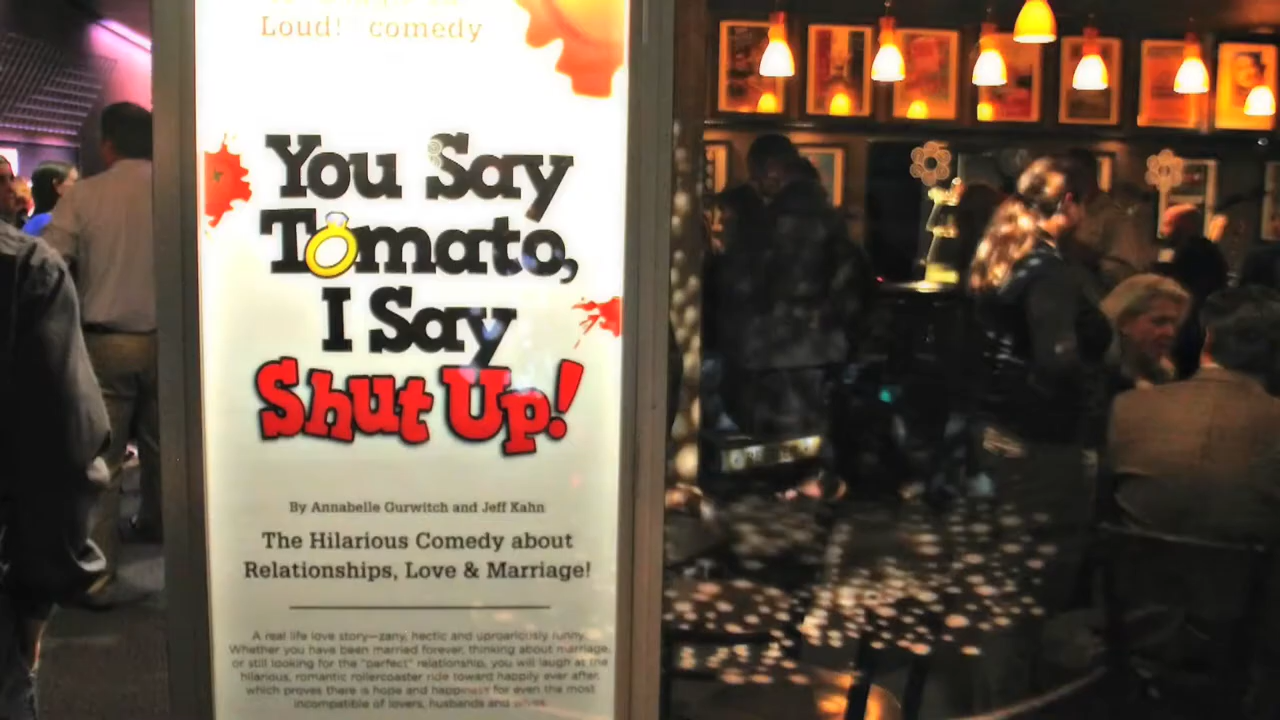 Loud! comedy
You Say
Tomato,
I Say
Shut Up!
By Annabelle Gurwitch and Jeff Kahn
The Hilarious Comedy about
Relationships, Love & Marriage!
A real life love story—zany, hectic and uproariously funny.
Whether you have been married forever, thinking about marriage,
or still looking for the "perfect" relationship, you will laugh at the
hilarious, romantic rollercoaster ride toward happily ever after,
which proves there is hope and happiness for even the most
incompatible of lovers, husbands and wives.